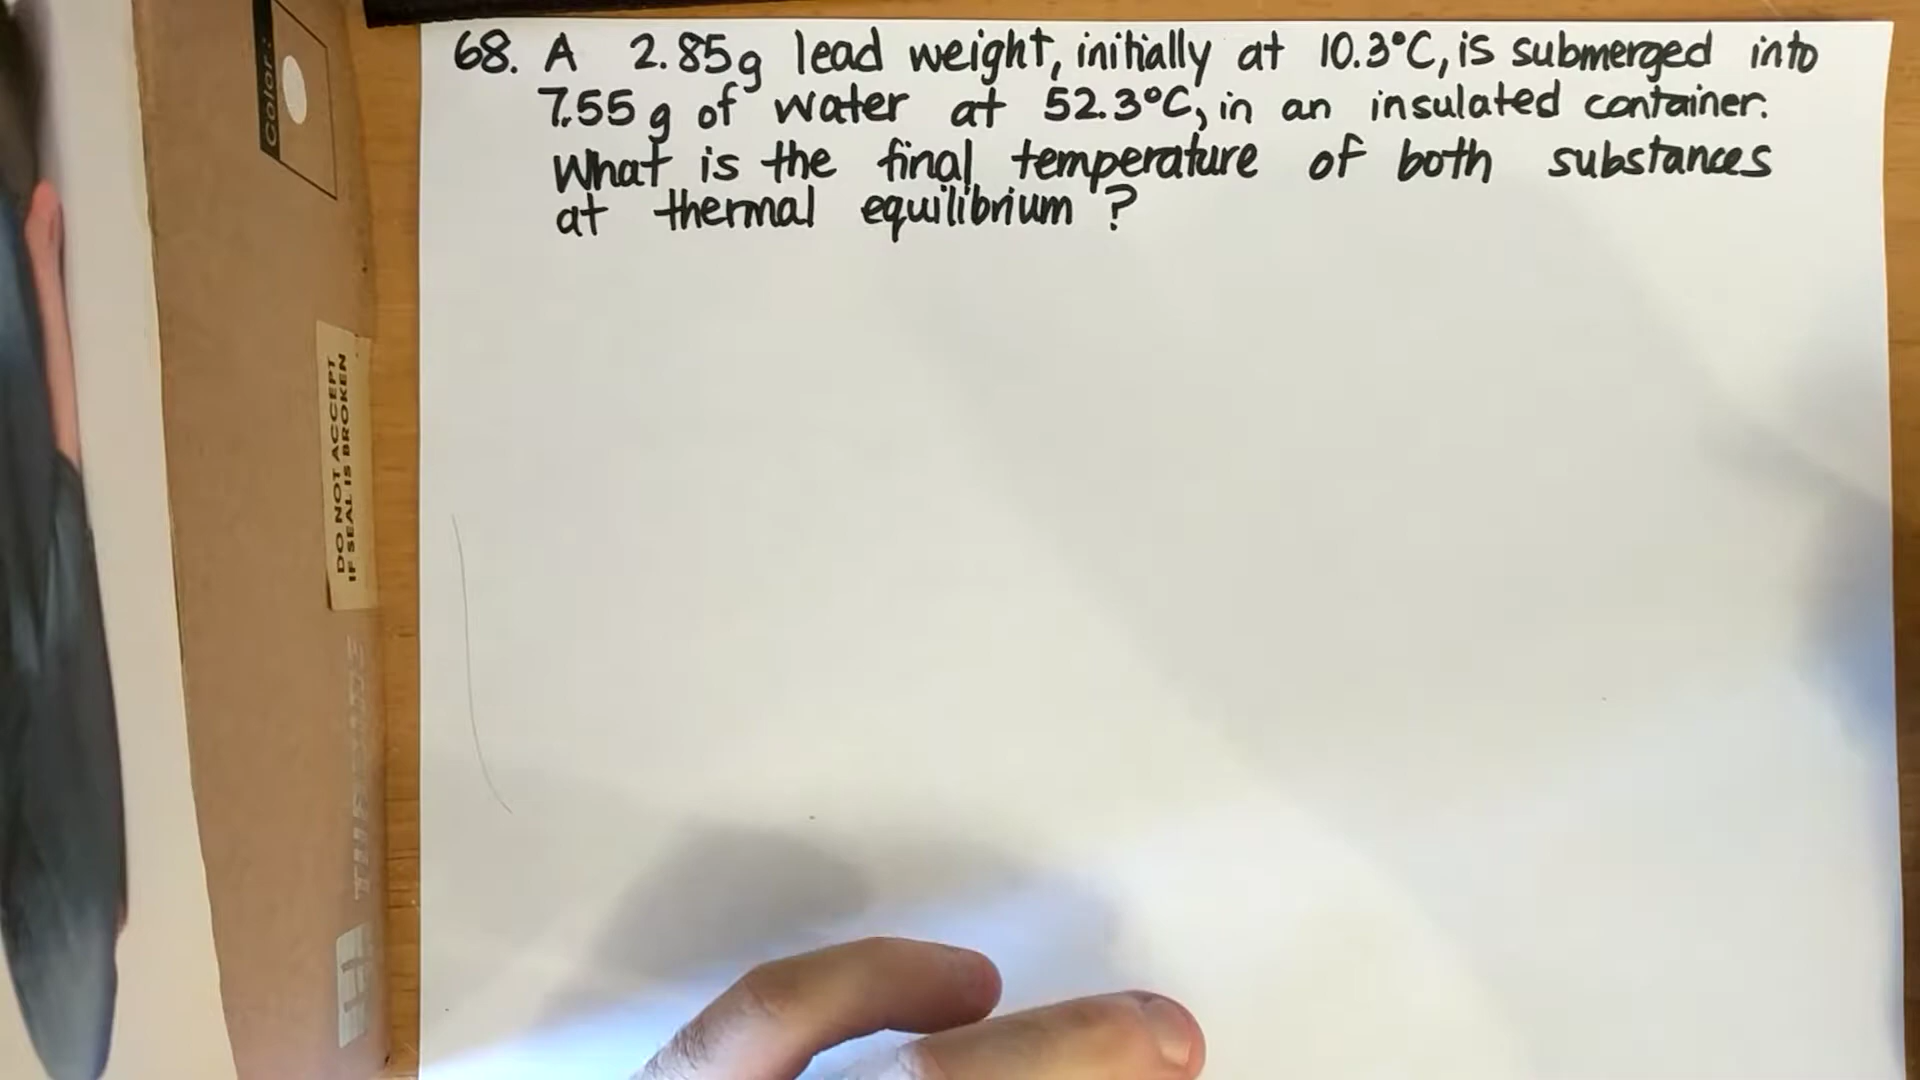 68. A 2.85g lead weight, initially at 10.3°C, is submerged into
7.55 g of water at 52.3°C, in an insulated container.
What is the final temperature of both substances
at thermal equilibrium?
Color:
DO NOT ACCEPT
IF SEAL IS BROKEN